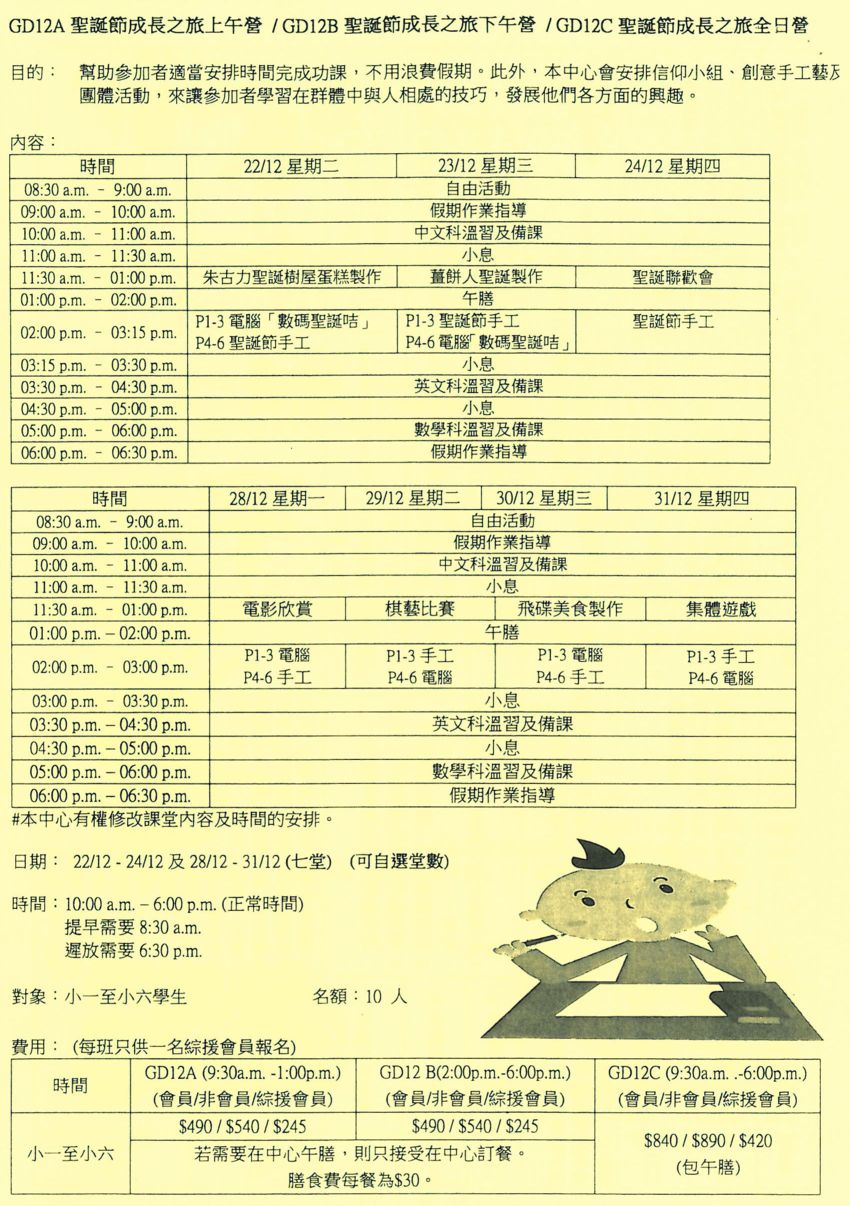 GD12A 聖誕節成長之旅上午營 / GD12B 聖誕節成長之旅下午營 / GD12C 聖誕節成長之旅全日營
目的： 幫助參加者適當安排時間完成功課，不用浪費假期。此外，本中心會安排信仰小組、創意手工藝及
團體活動，來讓參加者學習在群體中與人相處的技巧，發展他們各方面的興趣。
內容：
時間 22/12 星期二 23/12 星期三 24/12 星期四
08:30 a.m. – 9:00 a.m. 自由活動
09:00 a.m. – 10:00 a.m. 假期作業指導
10:00 a.m. – 11:00 a.m. 中文科溫習及備課
11:00 a.m. – 11:30 a.m. 小息
11:30 a.m. – 01:00 p.m. 朱古力聖誕樹屋蛋糕製作 薑餅人聖誕製作 聖誕聯歡會
01:00 p.m. – 02:00 p.m. 午膳
02:00 p.m. – 03:15 p.m. P1-3 電腦「數碼聖誕咭」 P1-3 聖誕節手工 聖誕節手工
P4-6 聖誕節手工 P4-6 電腦「數碼聖誕咭」
03:15 p.m. – 03:30 p.m. 小息
03:30 p.m. – 04:30 p.m. 英文科溫習及備課
04:30 p.m. – 05:00 p.m. 小息
05:00 p.m. – 06:00 p.m. 數學科溫習及備課
06:00 p.m. – 06:30 p.m. 假期作業指導
時間 28/12 星期一 29/12 星期二 30/12 星期三 31/12 星期四
08:30 a.m. – 9:00 a.m. 自由活動
09:00 a.m. – 10:00 a.m. 假期作業指導
10:00 a.m. – 11:00 a.m. 中文科溫習及備課
11:00 a.m. – 11:30 a.m. 小息
11:30 a.m. – 01:00 p.m. 電影欣賞 棋藝比賽 飛碟美食製作 集體遊戲
01:00 p.m. – 02:00 p.m. 午膳
02:00 p.m. – 03:00 p.m. P1-3 電腦 P1-3 手工 P1-3 電腦 P1-3 手工
P4-6 手工 P4-6 電腦 P4-6 手工 P4-6 電腦
03:00 p.m. – 03:30 p.m. 小息
03:30 p.m. – 04:30 p.m. 英文科溫習及備課
04:30 p.m. – 05:00 p.m. 小息
05:00 p.m. – 06:00 p.m. 數學科溫習及備課
06:00 p.m. – 06:30 p.m. 假期作業指導
#本中心有權修改課堂內容及時間的安排。
日期： 22/12 - 24/12 及 28/12 - 31/12 (七堂) (可自選堂數)
時間：10:00 a.m. – 6:00 p.m. (正常時間)
提早需要 8:30 a.m.
遲放需要 6:30 p.m.
對象：小一至小六學生 名額：10 人
費用： (每班只供一名綜援會員報名)
時間 GD12A (9:30a.m. -1:00p.m.) GD12 B(2:00p.m.-6:00p.m.) GD12C (9:30a.m. .-6:00p.m.)
(會員/非會員/綜援會員) (會員/非會員/綜援會員) (會員/非會員/綜援會員)
小一至小六 $490 / $540 / $245 $490 / $540 / $245 $840 / $890 / $420
若需要在中心午膳，則只接受在中心訂餐。 (包午膳)
膳食費每餐為$30。